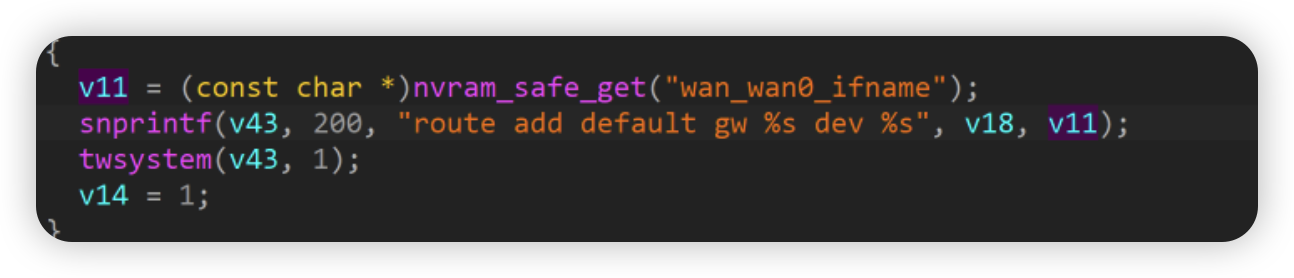 {
v11 = (const char *)nvram_safe_get("wan_wan0_ifname");
snprintf(v43, 200, "route add default gw %s dev %s", v18, v11);
twsystem(v43, 1);
v14 = 1;
}